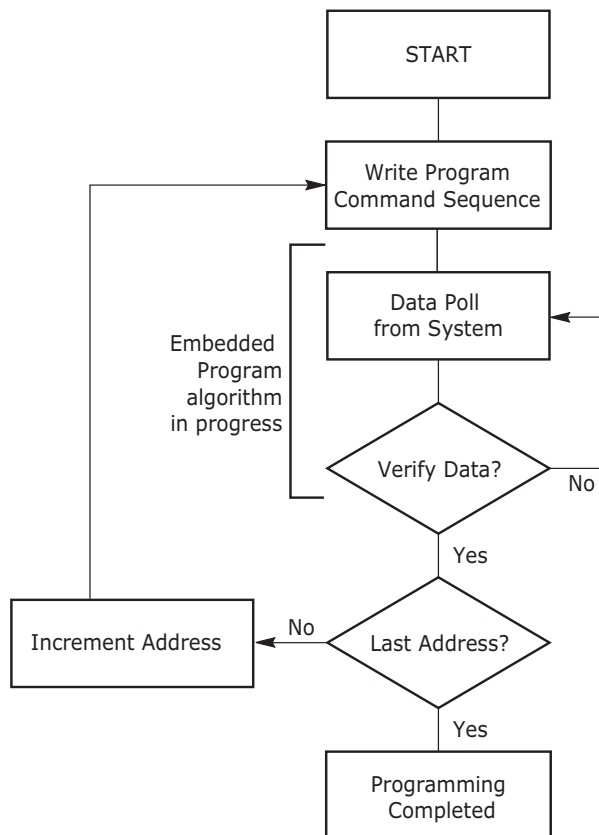 START
Write Program
Command Sequence
Data Poll
from System
Embedded
Program
algorithm
in progress
Verify Data?
No
Yes
Increment Address
No
Last Address?
Yes
Programming
Completed